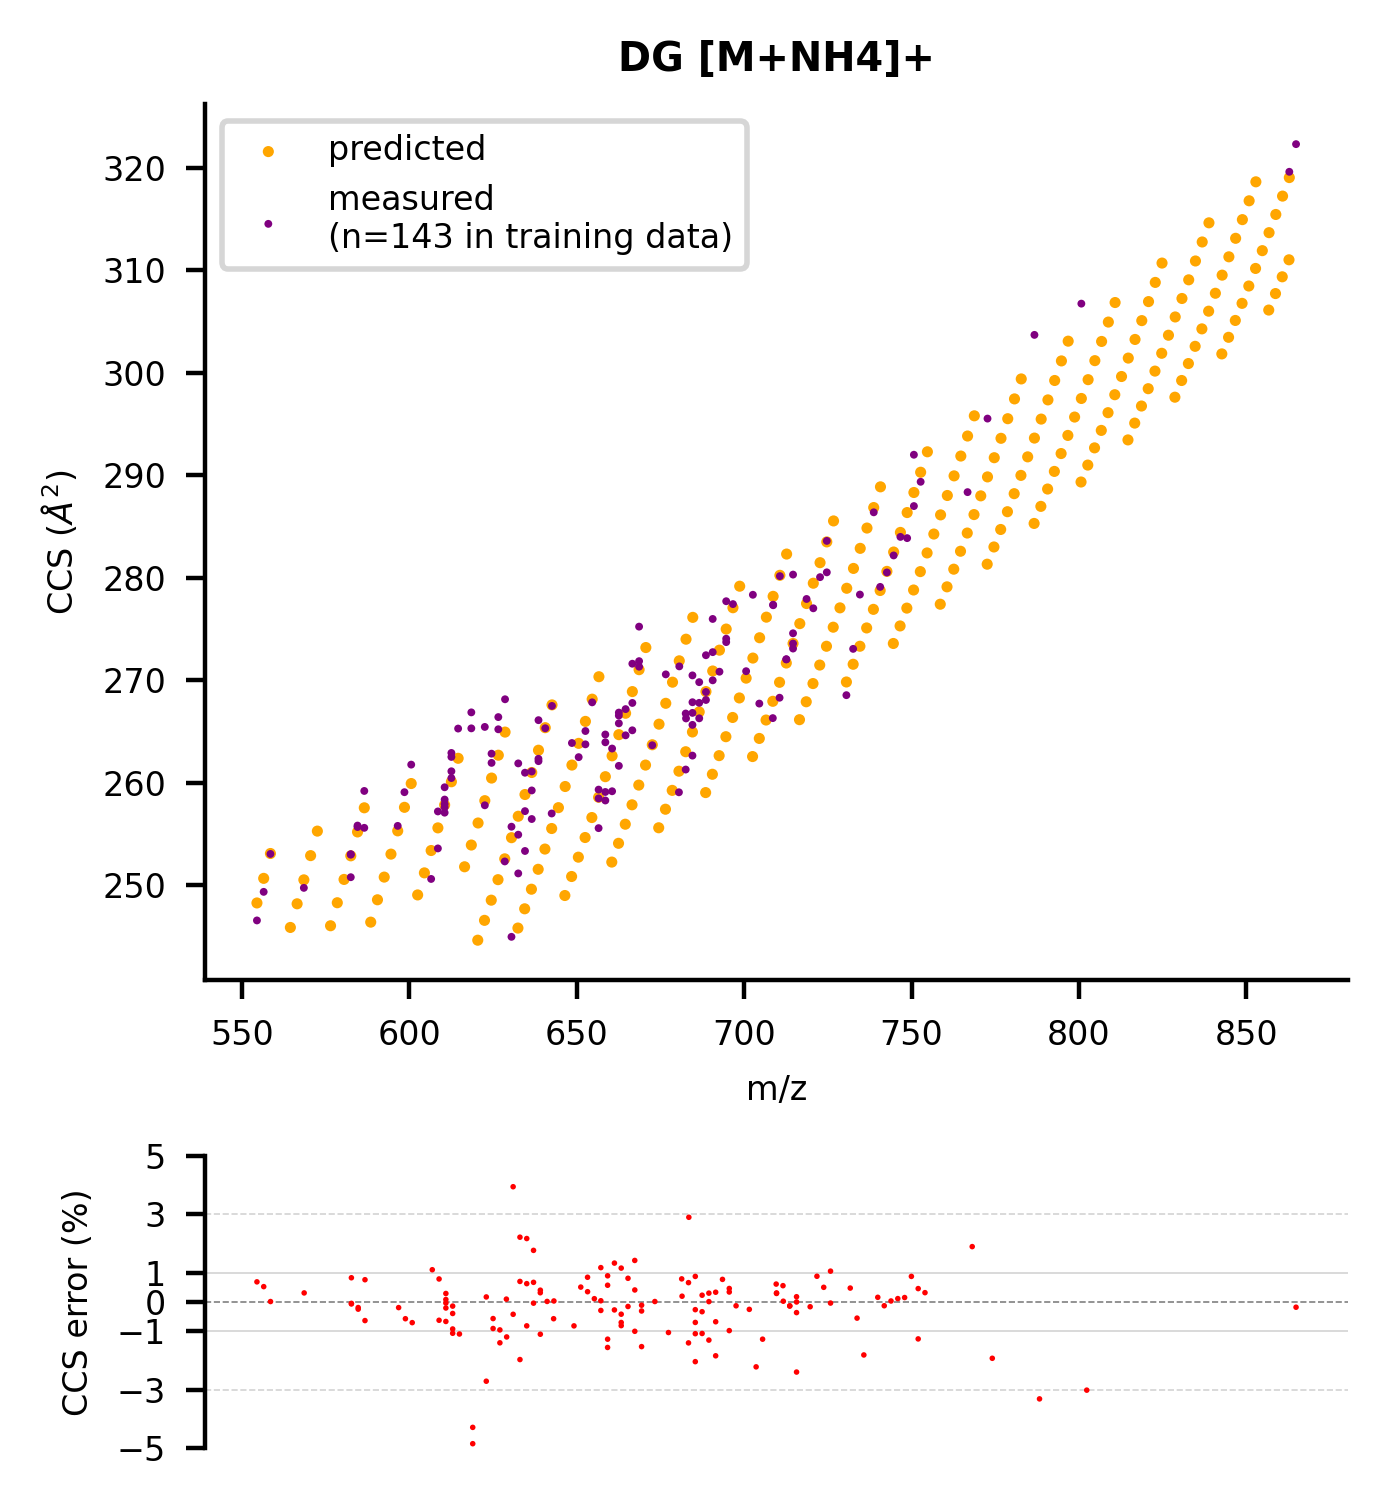 DG [M+NH4]+
predicted
measured
(n=143 in training data)
CCS (Å²)
320
310
300
290
280
270
260
250
550 600 650 700 750 800 850
m/z
CCS error (%)
5
3
1
0
−1
−3
−5